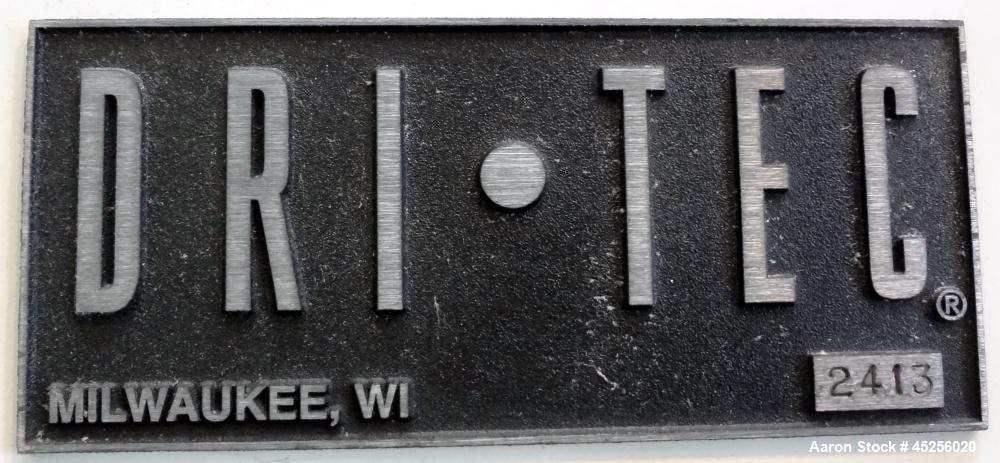 DRI•TEC®
MILWAUKEE, WI
2413
Aaron Stock # 45256020